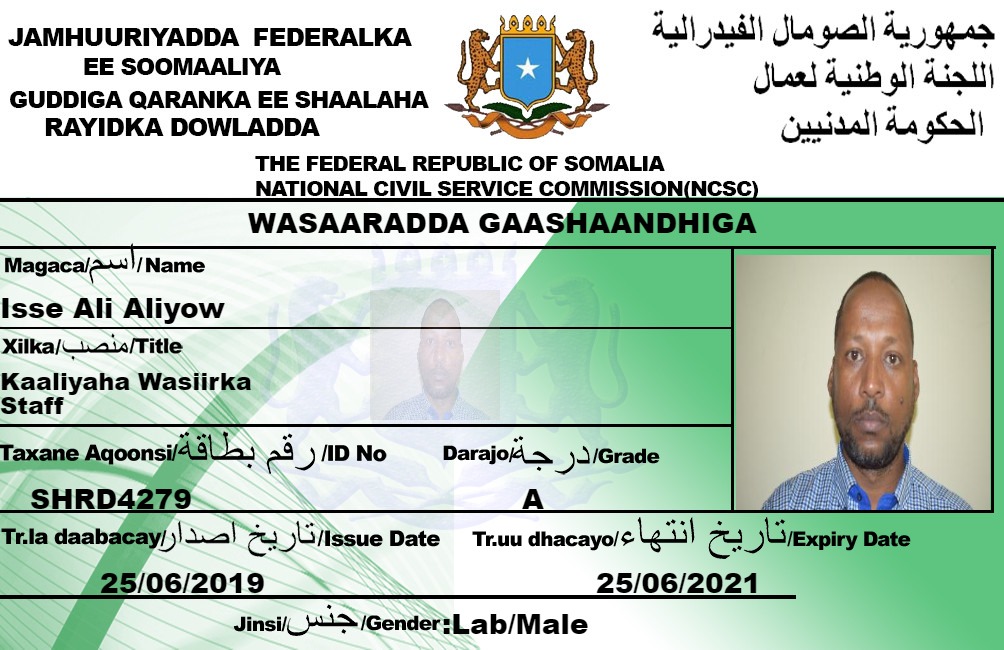 JAMHUURIYADDA FEDERALKA
EE SOOMAALIYA
GUDDIGA QARANKA EE SHAALAHA
RAYIDKA DOWLADDA
جمهورية الصومال الفيدرالية
اللجنة الوطنية لعمال
الحكومة المدنيين
THE FEDERAL REPUBLIC OF SOMALIA
NATIONAL CIVIL SERVICE COMMISSION(NCSC)
WASAARADDA GAASHAANDHIGA
Magaca/اسم/Name
Isse Ali Aliyow
Xilka/منصب/Title
Kaaliyaha Wasiirka
Staff
Taxane Aqoonsi/رقم بطاقة/ID No
Darajo/درجة/Grade
SHRD4279
A
Tr.la daabacay/تاريخ اصدار/Issue Date
Tr.uu dhacayo/تاريخ انتهاء/Expiry Date
25/06/2019
25/06/2021
Jinsi/جنس/Gender:Lab/Male